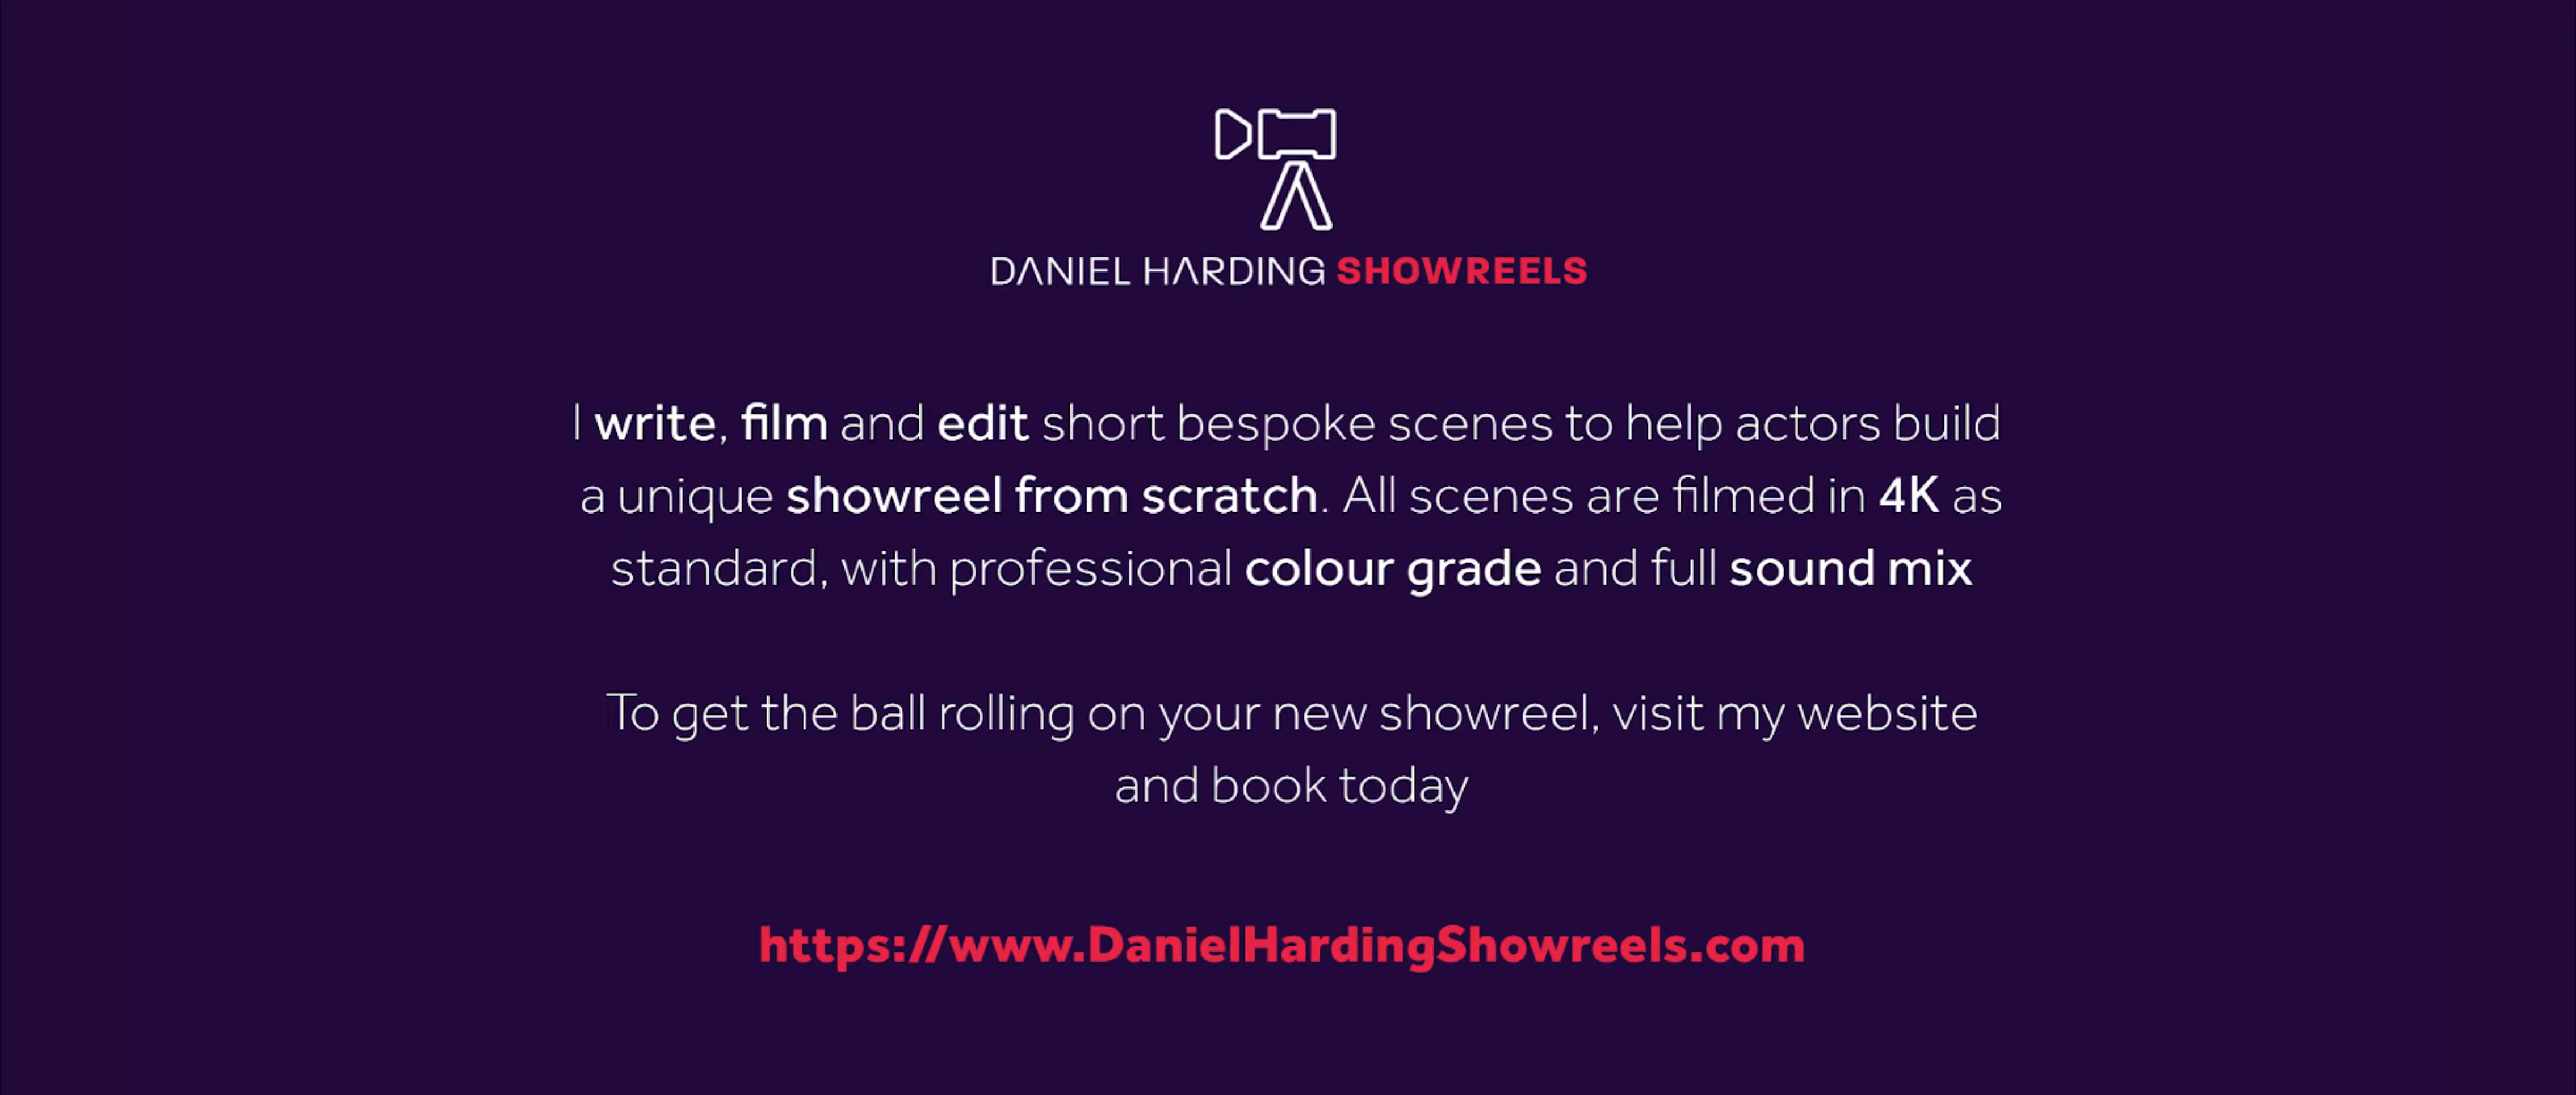 DANIEL HARDING SHOWREELS
I write, film and edit short bespoke scenes to help actors build
a unique showreel from scratch. All scenes are filmed in 4K as
standard, with professional colour grade and full sound mix
To get the ball rolling on your new showreel, visit my website
and book today
https://www.DanielHardingShowreels.com